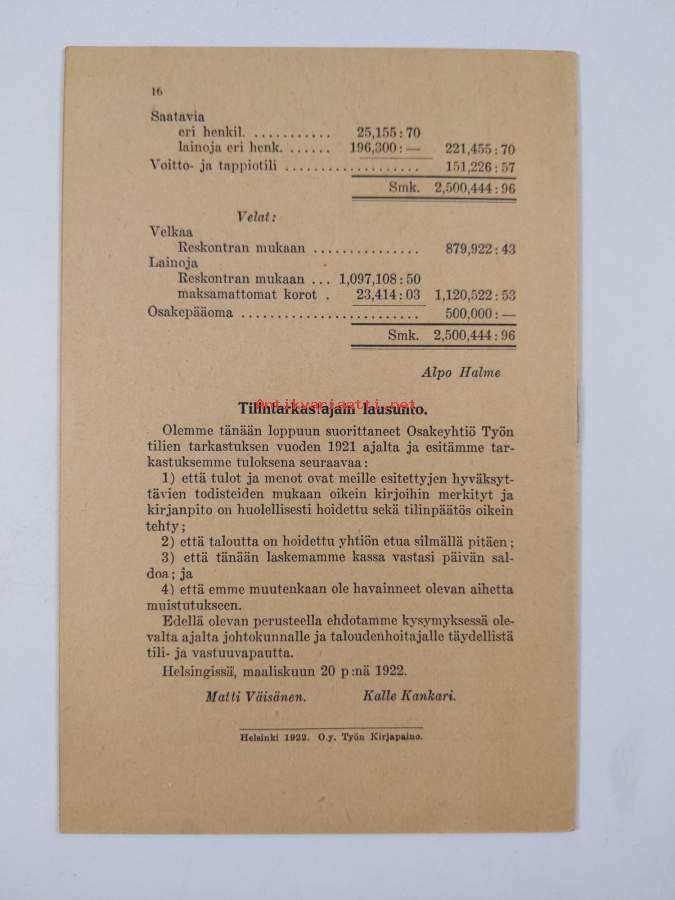 16
Saatavia
eri henkil. ........... 25,155:70
lainoja eri henk. ...... 196,300:— 221,455:70
Voitto- ja tappiotili ................... 151,226:57
Smk. 2,500,444:96
Velat:
Velkaa
Reskontran mukaan ............... 879,922:43
Lainoja
Reskontran mukaan ... 1,097,108:50
maksamattomat korot . 23,414:03 1,120,522:53
Osakepääoma ......................... 500,000:—
Smk. 2,500,444:96
Alpo Halme
Antikvariaatti.net
Tilintarkastajain lausunto.
Olemme tänään loppuun suorittaneet Osakeyhtiö Työn
tilien tarkastuksen vuoden 1921 ajalta ja esitämme tar-
kastuksemme tuloksena seuraavaa:
1) että tulot ja menot ovat meille esitettyjen hyväksyt-
tävien todisteiden mukaan oikein kirjoihin merkityt ja
kirjanpito on huolellisesti hoidettu sekä tilinpäätös oikein
tehty;
2) että taloutta on hoidettu yhtiön etua silmällä pitäen;
3) että tänään laskemamme kassa vastasi päivän sal-
doa; ja
4) että emme muutenkaan ole havainneet olevan aihetta
muistutukseen.
Edellä olevan perusteella ehdotamme kysymyksessä ole-
valta ajalta johtokunnalle ja taloudenhoitajalle täydellistä
tili- ja vastuuvapautta.
Helsingissä, maaliskuun 20 p:nä 1922.
Matti Väisänen. Kalle Kankari.
Helsinki 1922. O.y. Työn Kirjapaino.